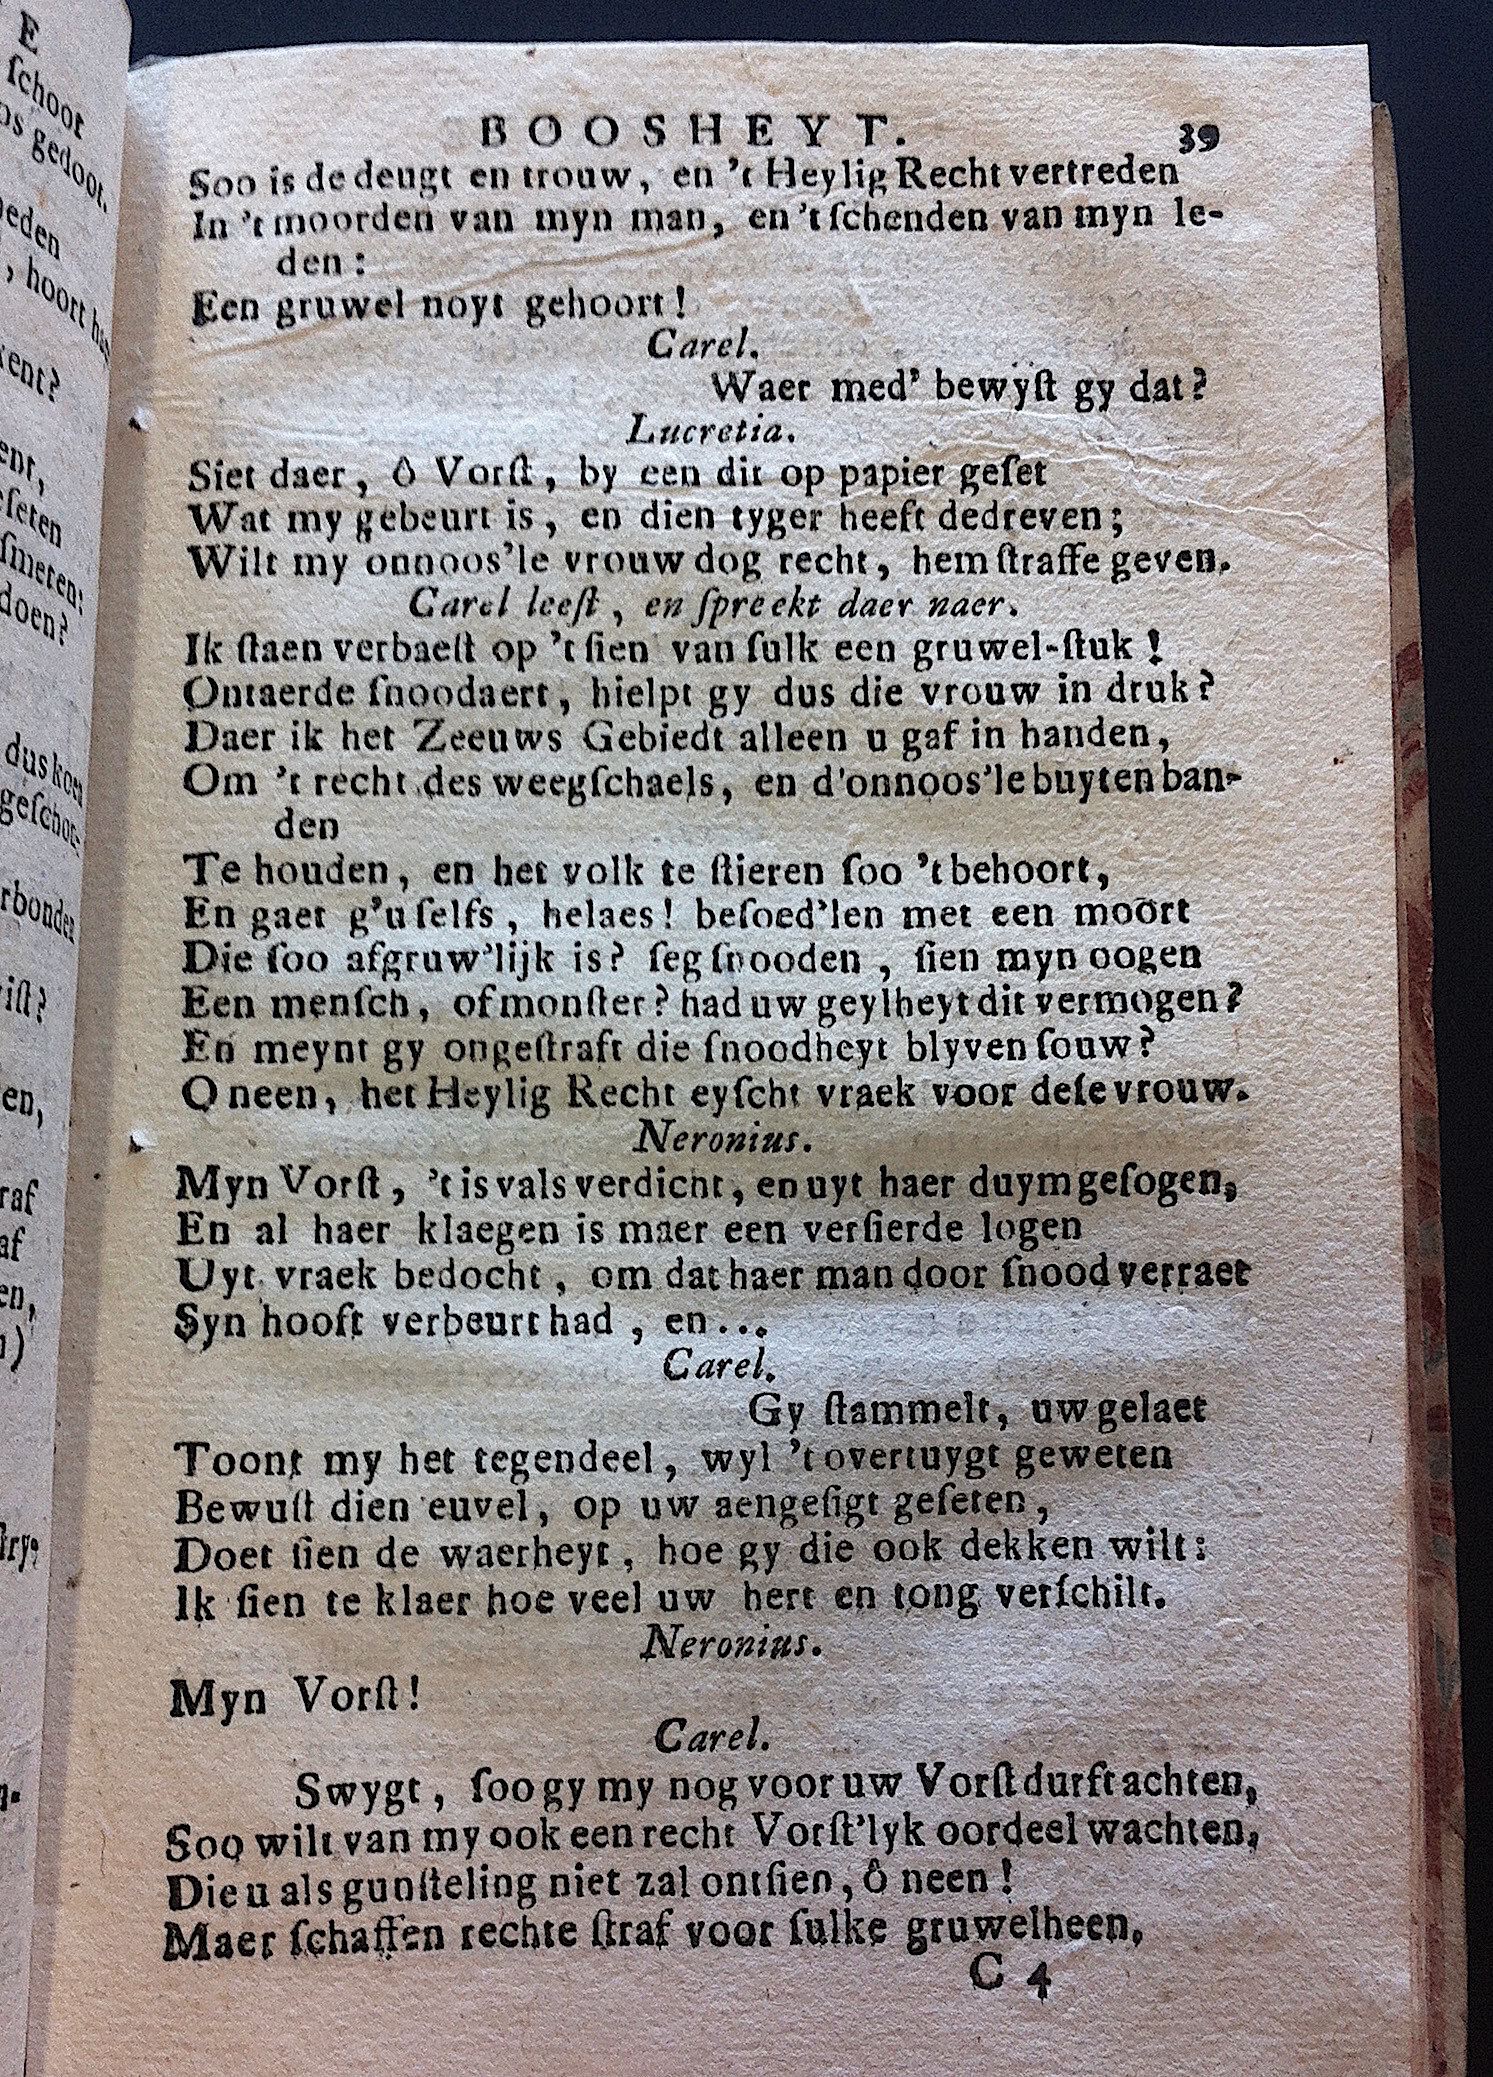 BOOSHEYT. 39
Soo is de deugt en trouw, en 't Heylig Recht vertreden
In 't moorden van myn man, en 't ſchenden van myn le-
den:
Een gruwel noyt gehoort!
Carel.
Waer med' bewyſt gy dat?
Lucretia.
Siet daer, ô Vorſt, by een dit op papier geſet
Wat my gebeurt is, en dien tyger heeft dedreven;
Wilt my onnoos'le vrouw dog recht, hem ſtraffe geven.
Carel leeſt, en ſpreekt daer naer.
Ik ſtaen verbaeſt op 't ſien van ſulk een gruwel-ſtuk!
Ontaerde ſnoodaert, hielpt gy dus die vrouw in druk?
Daer ik het Zeeuws Gebiedt alleen u gaf in handen,
Om 't recht des weegſchaels, en d'onnoos'le buyten ban-
den
Te houden, en het volk te ſtieren ſoo 't behoort,
En gaet g'u ſelfs, helaes! beſoed'len met een moort
Die ſoo afgruw'lijk is? ſeg ſnooden, ſien myn oogen
Een menſch, of monſter? had uw geylheyt dit vermogen?
En meynt gy ongeſtraft die ſnoodheyt blyven ſouw?
O neen, het Heylig Recht eyſcht vraek voor deſe vrouw.
Neronius.
Myn Vorſt, 't is vals verdicht, en uyt haer duym geſogen,
En al haer klaegen is maer een verſierde logen
Uyt vraek bedocht, om dat haer man door ſnood verraet
Syn hooft verbeurt had, en...
Carel.
Gy ſtammelt, uw gelaet
Toont my het tegendeel, wyl 't overtuygt geweten
Bewuſt dien euvel, op uw aengeſigt geſeten,
Doet ſien de waerheyt, hoe gy die ook dekken wilt:
Ik ſien te klaer hoe veel uw hert en tong verſchilt.
Neronius.
Myn Vorſt!
Carel.
Swygt, ſoo gy my nog voor uw Vorſt durft achten,
Soo wilt van my ook een recht Vorſt'lyk oordeel wachten,
Die u als gunſteling niet zal ontſien, ô neen!
Maer ſchaffen rechte ſtraf voor ſulke gruwelheen,
C 4